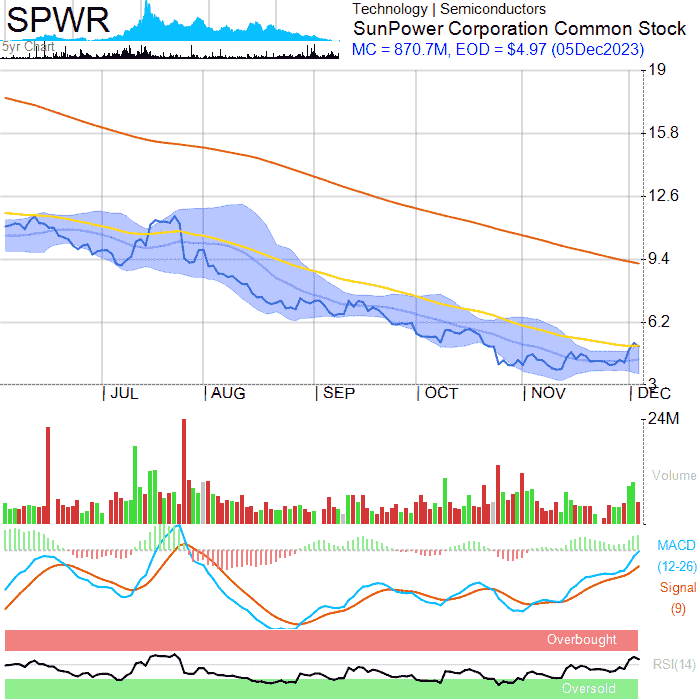 SPWR
5yr Chart
Technology | Semiconductors
SunPower Corporation Common Stock
MC = 870.7M, EOD = $4.97 (05Dec2023)
19
15.8
12.6
9.4
6.2
3
JUL AUG SEP OCT NOV DEC
24M
Volume
MACD
(12-26)
Signal
(9)
Overbought
RSI(14)
Oversold